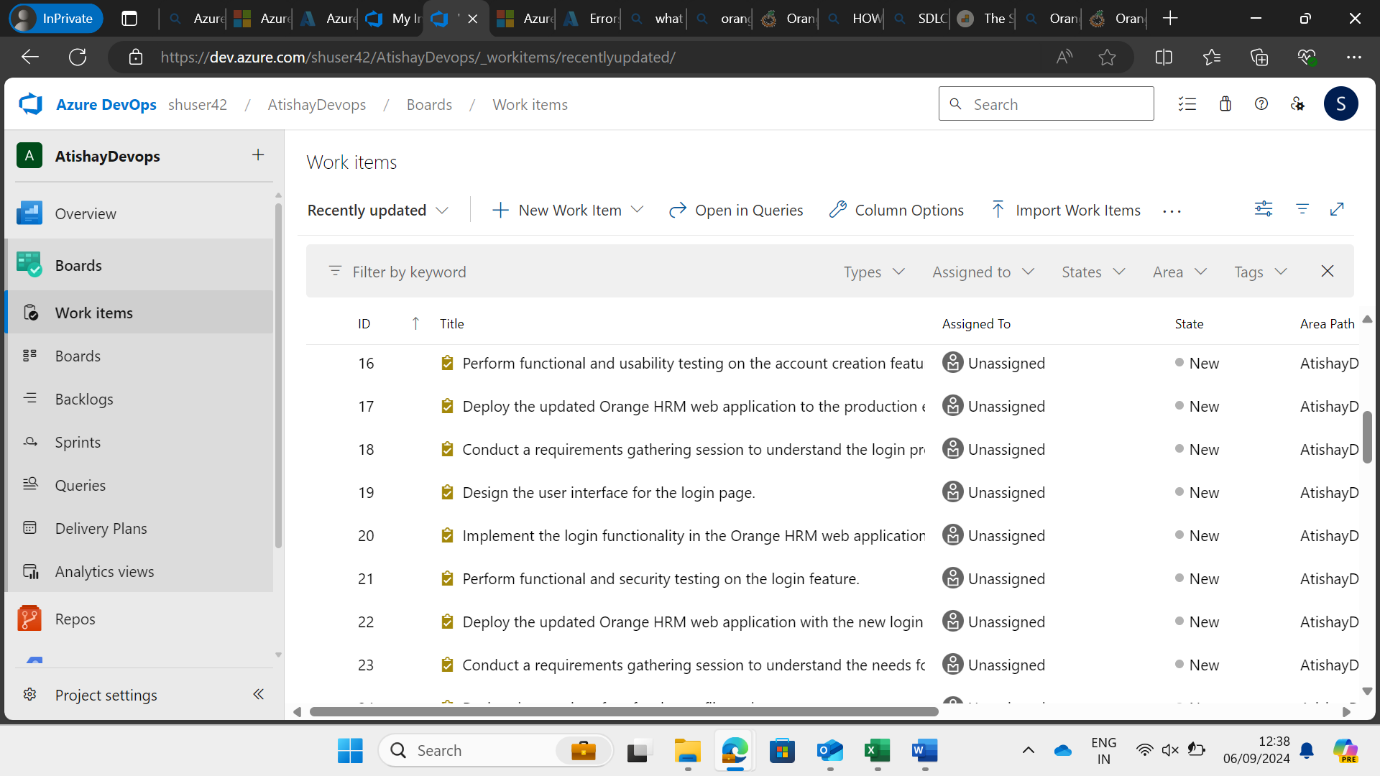 InPrivate
Azure
Azure
Azure
My In
Azure
Error
what
orang
Oran
HOW
SDLC
The S
Oran
Oran
https://dev.azure.com/shuser42/AtishayDevops/_workitems/recentlyupdated/
Azure DevOps shuser42 / AtishayDevops / Boards / Work items
Search
S
A AtishayDevops
Overview
Boards
Work items
Boards
Backlogs
Sprints
Queries
Delivery Plans
Analytics views
Repos
Project settings
Work items
Recently updated New Work Item Open in Queries Column Options Import Work Items
Filter by keyword Types Assigned to States Area Tags
ID Title Assigned To State Area Path
16 Perform functional and usability testing on the account creation featu Unassigned New AtishayD
17 Deploy the updated Orange HRM web application to the production e Unassigned New AtishayD
18 Conduct a requirements gathering session to understand the login pr Unassigned New AtishayD
19 Design the user interface for the login page. Unassigned New AtishayD
20 Implement the login functionality in the Orange HRM web application Unassigned New AtishayD
21 Perform functional and security testing on the login feature. Unassigned New AtishayD
22 Deploy the updated Orange HRM web application with the new login Unassigned New AtishayD
23 Conduct a requirements gathering session to understand the needs fo Unassigned New AtishayD
Search
ENG
IN
12:38
06/09/2024
PRE